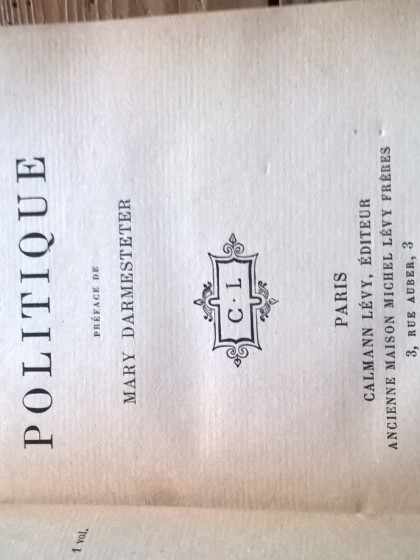 POLITIQUE
PRÉFACE DE
MARY DARMESTETER
C · L
PARIS
CALMANN LÉVY, ÉDITEUR
ANCIENNE MAISON MICHEL LÉVY FRÈRES
3, RUE AUBER, 3
1 vol.